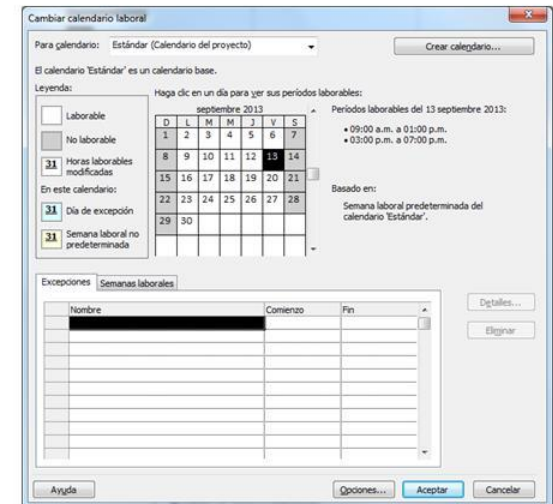 Cambiar calendario laboral
Para calendario: Estándar (Calendario del proyecto)
Crear calendario...
El calendario 'Estándar' es un calendario base.
Leyenda:
Laborable
No laborable
31 Horas laborables
modificadas
En este calendario:
31 Día de excepción
31 Semana laboral no
predeterminada
Haga clic en un día para ver sus períodos laborables:
septiembre 2013
D L M M J V S
1 2 3 4 5 6 7
8 9 10 11 12 13 14
15 16 17 18 19 20 21
22 23 24 25 26 27 28
29 30
Períodos laborables del 13 septiembre 2013:
• 09:00 a.m. a 01:00 p.m.
• 03:00 p.m. a 07:00 p.m.
Basado en:
Semana laboral predeterminada del
calendario 'Estándar'.
Excepciones Semanas laborales
Nombre Comienzo Fin
Detalles...
Eliminar
Ayuda Opciones... Aceptar Cancelar